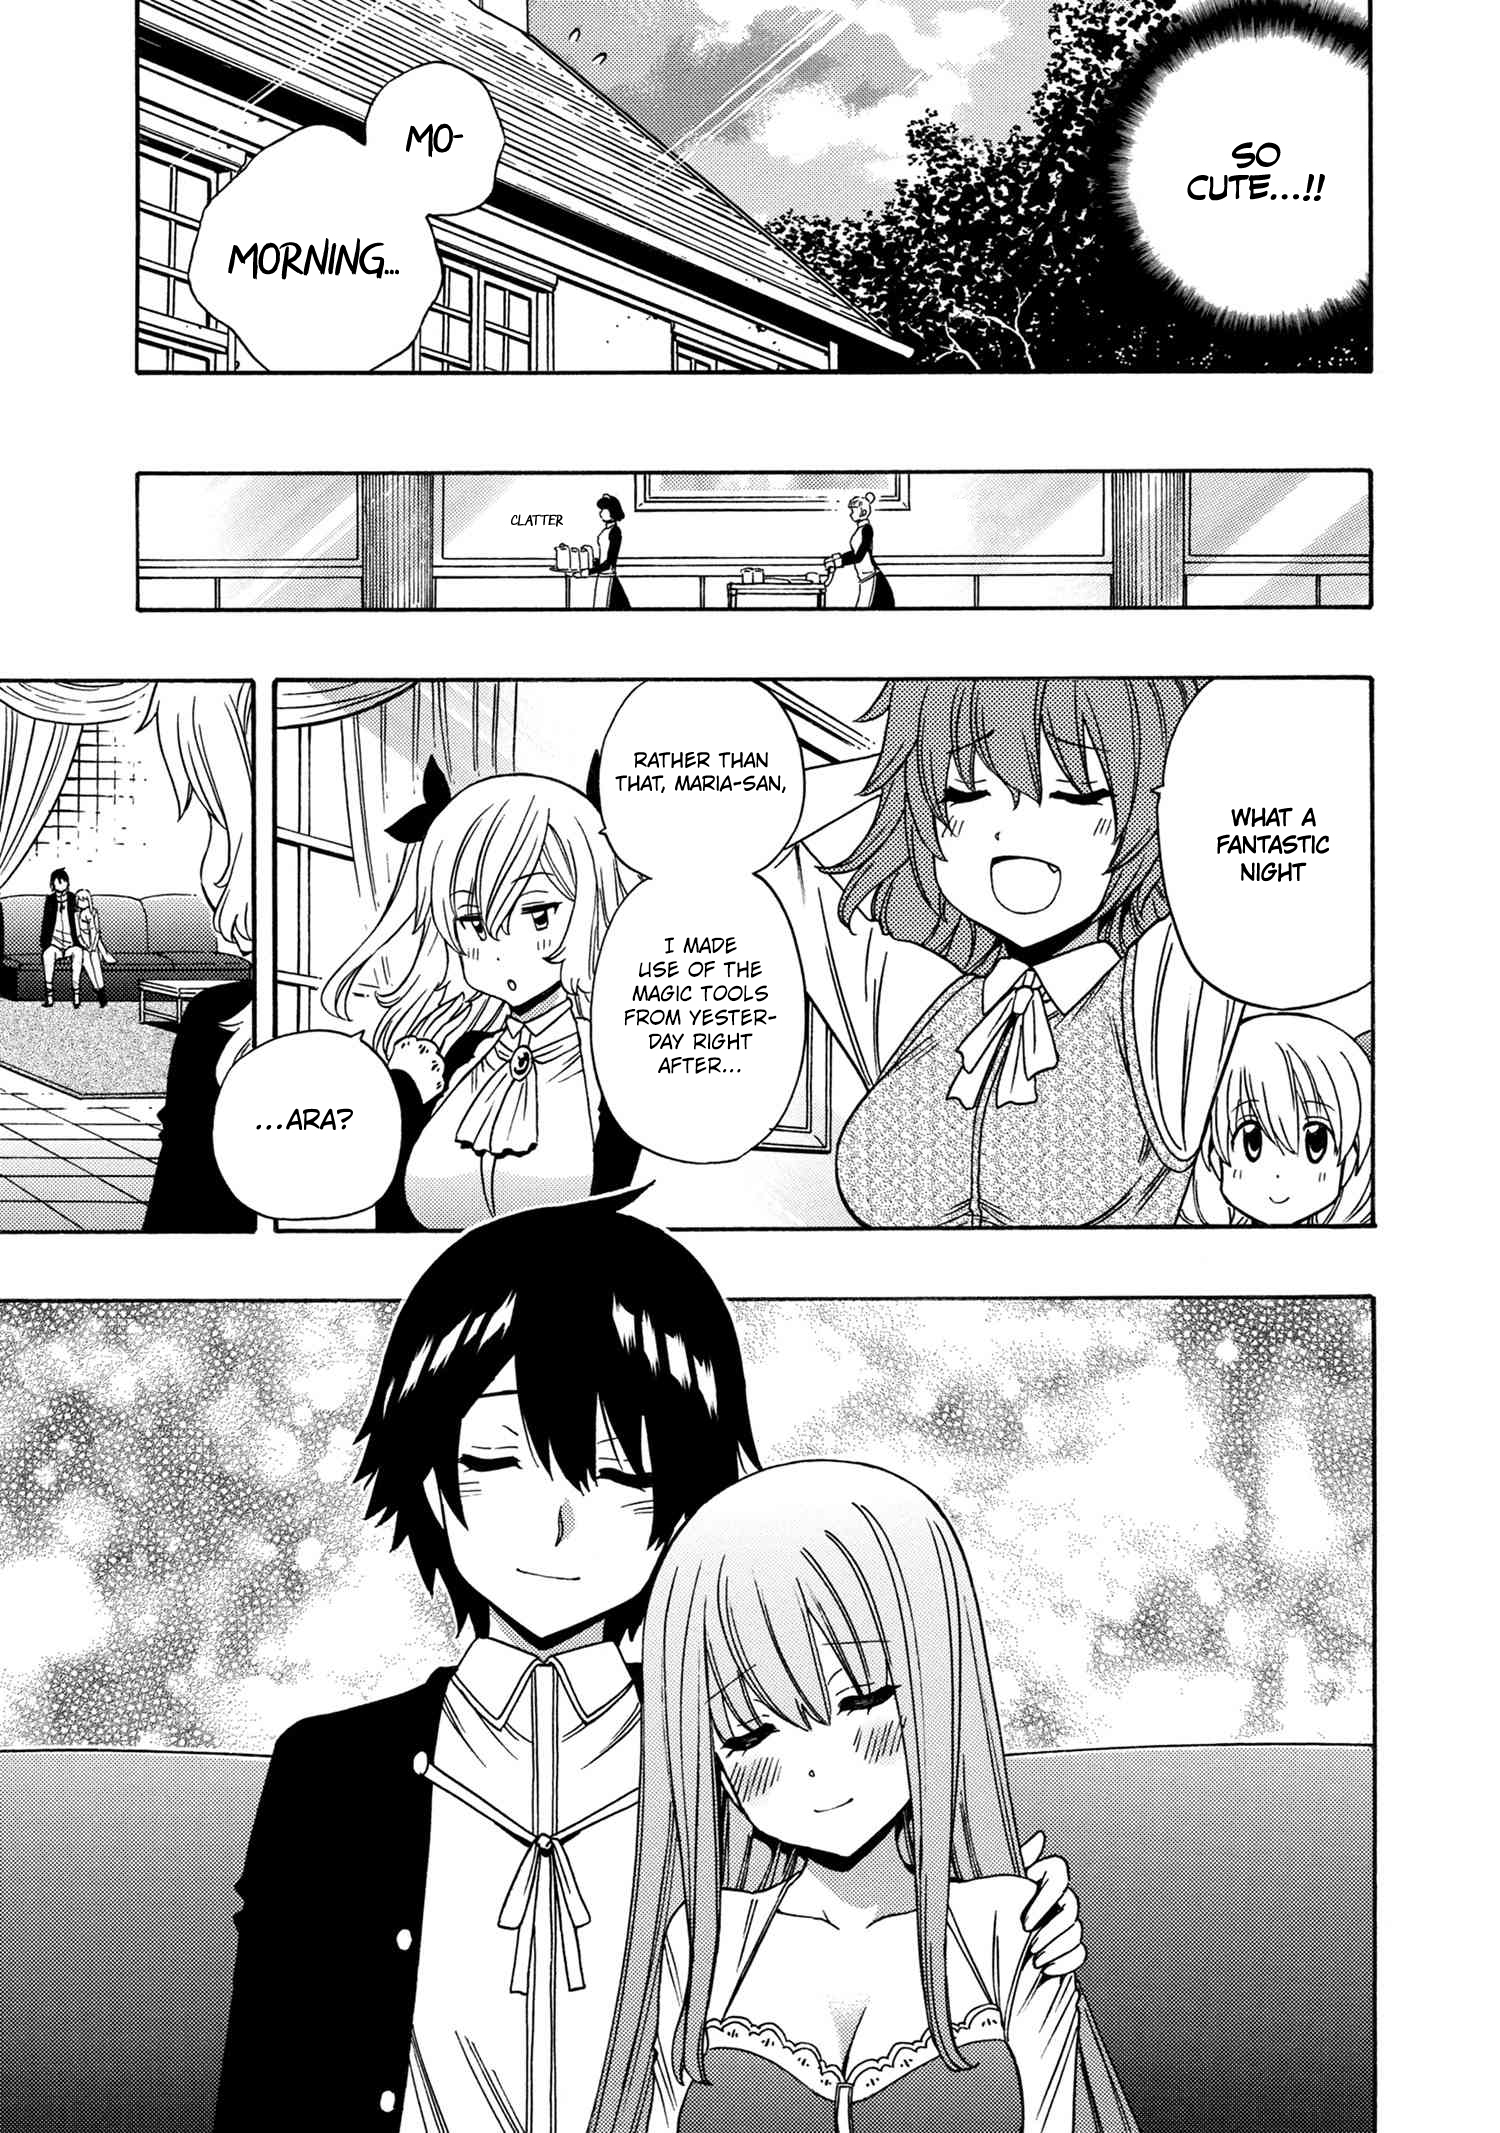 SO
CUTE...!!
MO-
MORNING...
CLATTER
WHAT A
FANTASTIC
NIGHT
RATHER THAN
THAT, MARIA-SAN,
I MADE
USE OF THE
MAGIC TOOLS
FROM YESTER-
DAY RIGHT
AFTER...
...ARA?